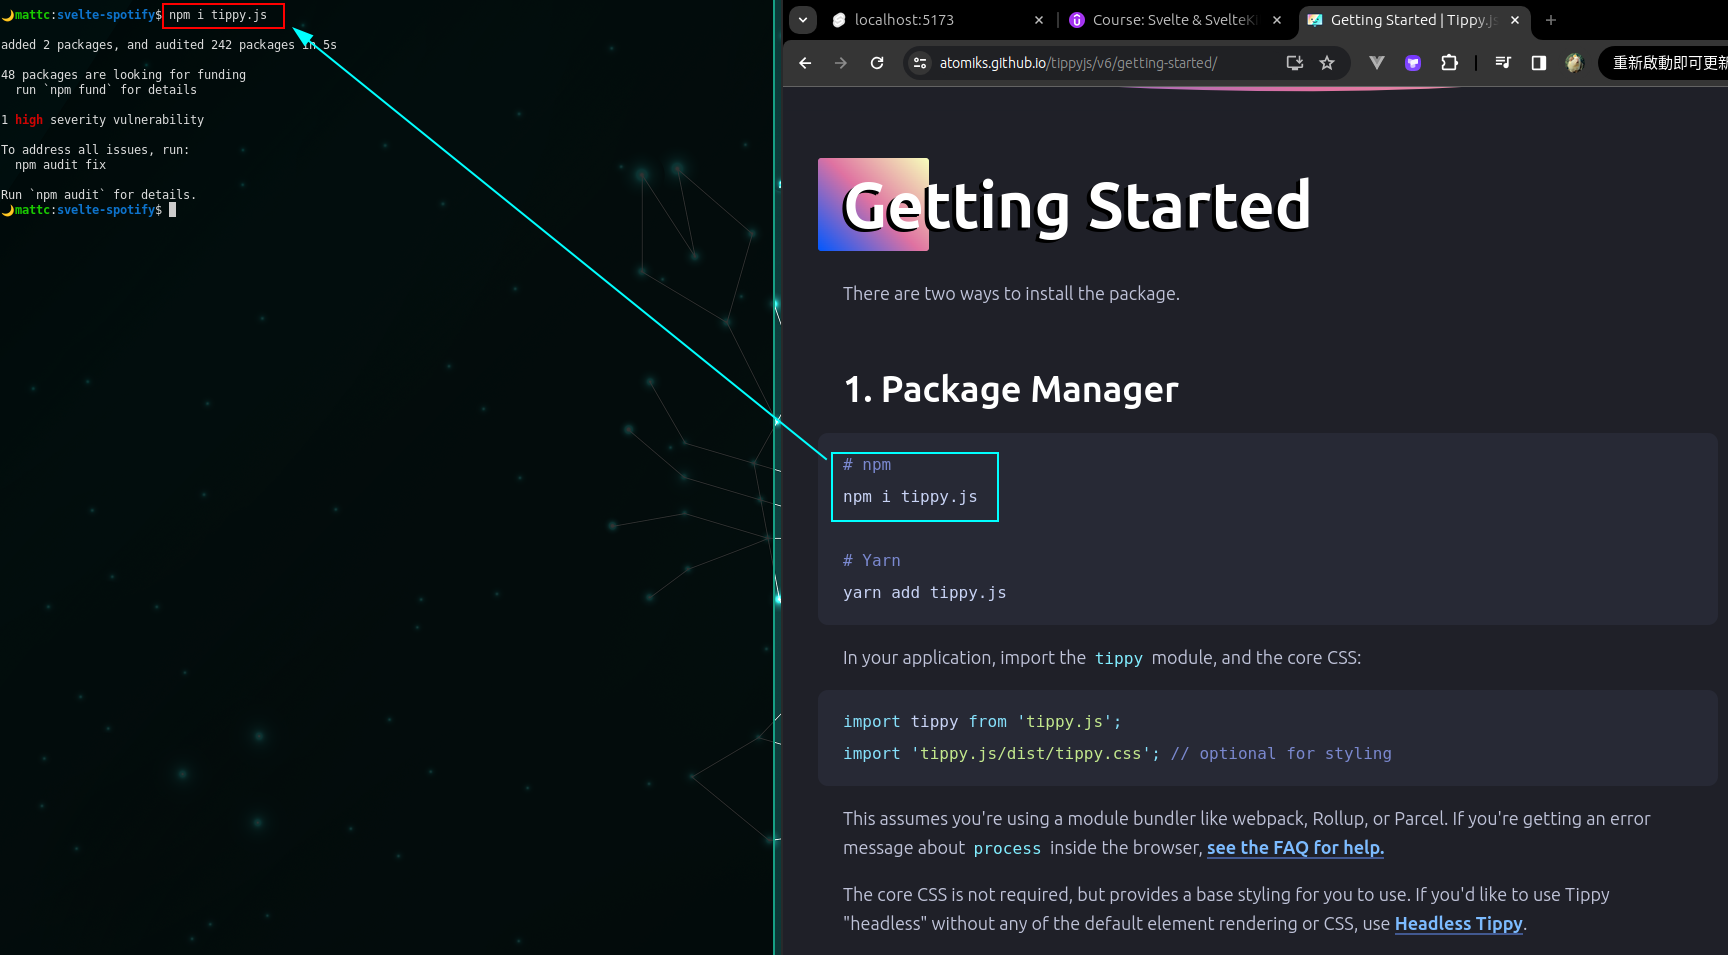 mattc:svelte-spotify$ npm i tippy.js
added 2 packages, and audited 242 packages in 5s
48 packages are looking for funding
run `npm fund` for details
1 high severity vulnerability
To address all issues, run:
npm audit fix
Run `npm audit` for details.
mattc:svelte-spotify$
localhost:5173
Course: Svelte & SvelteKi
Getting Started | Tippy.js
atomiks.github.io/tippyjs/v6/getting-started/
重新啟動即可更新
Getting Started
There are two ways to install the package.
1. Package Manager
# npm
npm i tippy.js
# Yarn
yarn add tippy.js
In your application, import the tippy module, and the core CSS:
import tippy from 'tippy.js';
import 'tippy.js/dist/tippy.css'; // optional for styling
This assumes you're using a module bundler like webpack, Rollup, or Parcel. If you're getting an error
message about process inside the browser, see the FAQ for help.
The core CSS is not required, but provides a base styling for you to use. If you'd like to use Tippy
"headless" without any of the default element rendering or CSS, use Headless Tippy.